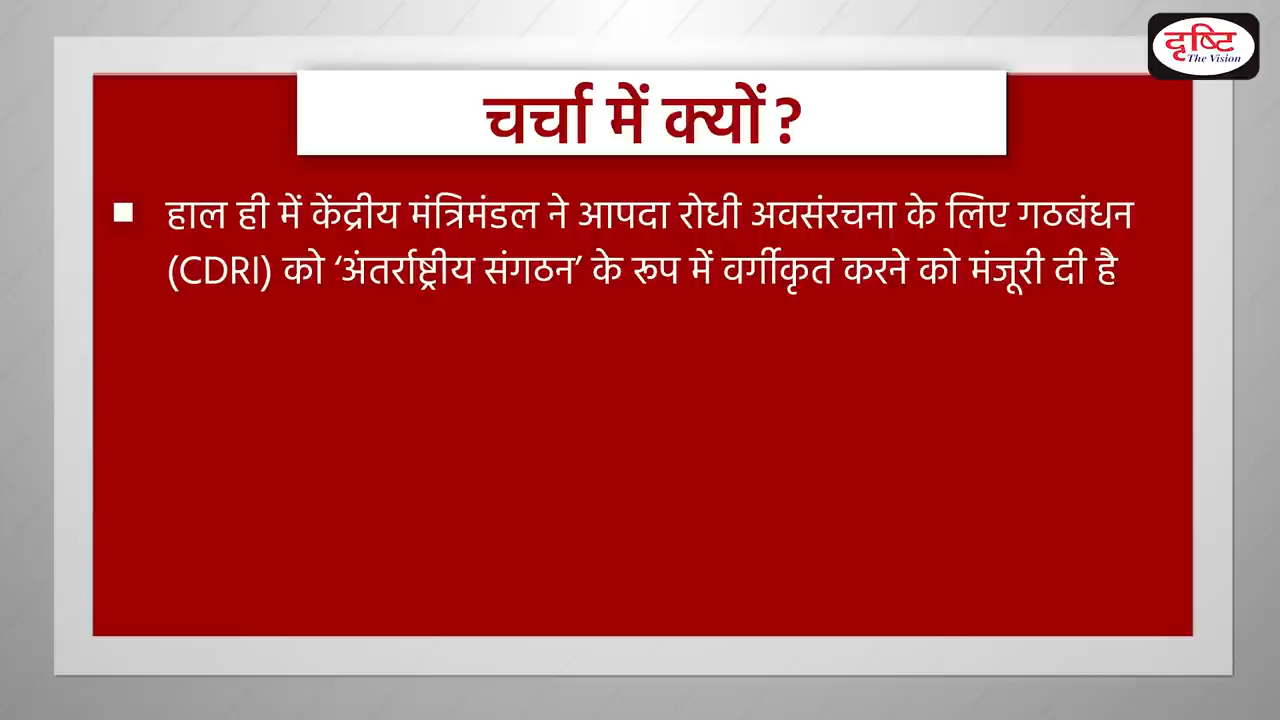 दृष्टि
The Vision
चर्चा में क्यों?
हाल ही में केंद्रीय मंत्रिमंडल ने आपदा रोधी अवसंरचना के लिए गठबंधन
(CDRI) को ‘अंतर्राष्ट्रीय संगठन’ के रूप में वर्गीकृत करने को मंजूरी दी है